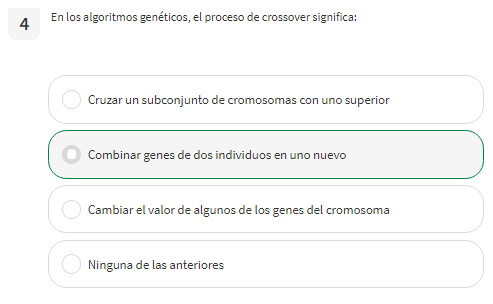 4
En los algoritmos genéticos, el proceso de crossover significa:
Cruzar un subconjunto de cromosomas con uno superior
Combinar genes de dos individuos en uno nuevo
Cambiar el valor de algunos de los genes del cromosoma
Ninguna de las anteriores